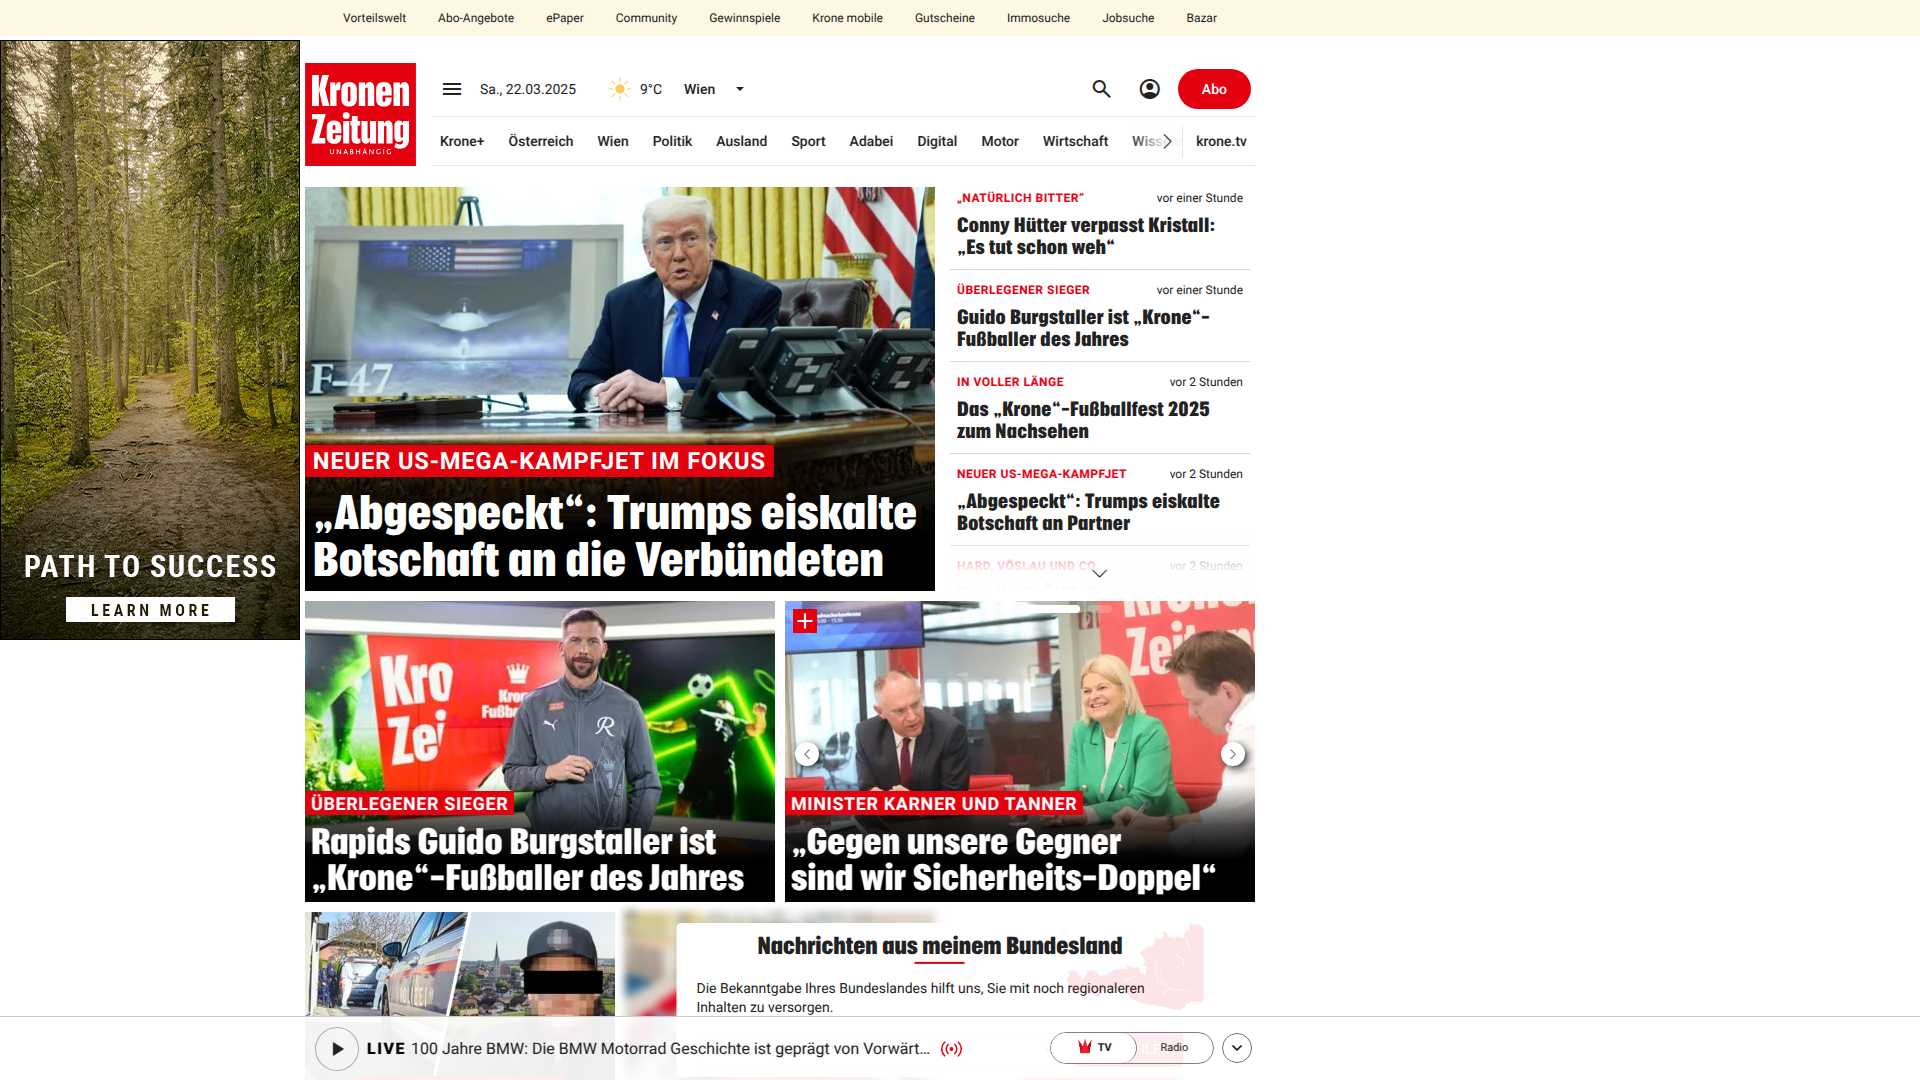 Vorteilswelt Abo-Angebote ePaper Community Gewinnspiele Krone mobile Gutscheine Immosuche Jobsuche Bazar
Kronen
Zeitung
UNABHÄNGIG
Sa., 22.03.2025 9°C Wien Abo
Krone+ Österreich Wien Politik Ausland Sport Adabei Digital Motor Wirtschaft krone.tv
PATH TO SUCCESS
LEARN MORE
F-47
NEUER US-MEGA-KAMPFJET IM FOKUS
„Abgespeckt“: Trumps eiskalte
Botschaft an die Verbündeten
„NATÜRLICH BITTER“ vor einer Stunde
Conny Hütter verpasst Kristall:
„Es tut schon weh“
ÜBERLEGENER SIEGER vor einer Stunde
Guido Burgstaller ist „Krone“-
Fußballer des Jahres
IN VOLLER LÄNGE vor 2 Stunden
Das „Krone“-Fußballfest 2025
zum Nachsehen
NEUER US-MEGA-KAMPFJET vor 2 Stunden
„Abgespeckt“: Trumps eiskalte
Botschaft an Partner
HARD, VÖSLAU UND CO. vor 2 Stunden
ÜBERLEGENER SIEGER
Rapids Guido Burgstaller ist
„Krone“-Fußballer des Jahres
MINISTER KARNER UND TANNER
„Gegen unsere Gegner
sind wir Sicherheits-Doppel“
Nachrichten aus meinem Bundesland
Die Bekanntgabe Ihres Bundeslandes hilft uns, Sie mit noch regionaleren
Inhalten zu versorgen.
LIVE 100 Jahre BMW: Die BMW Motorrad Geschichte ist geprägt von Vorwärt...
TV Radio